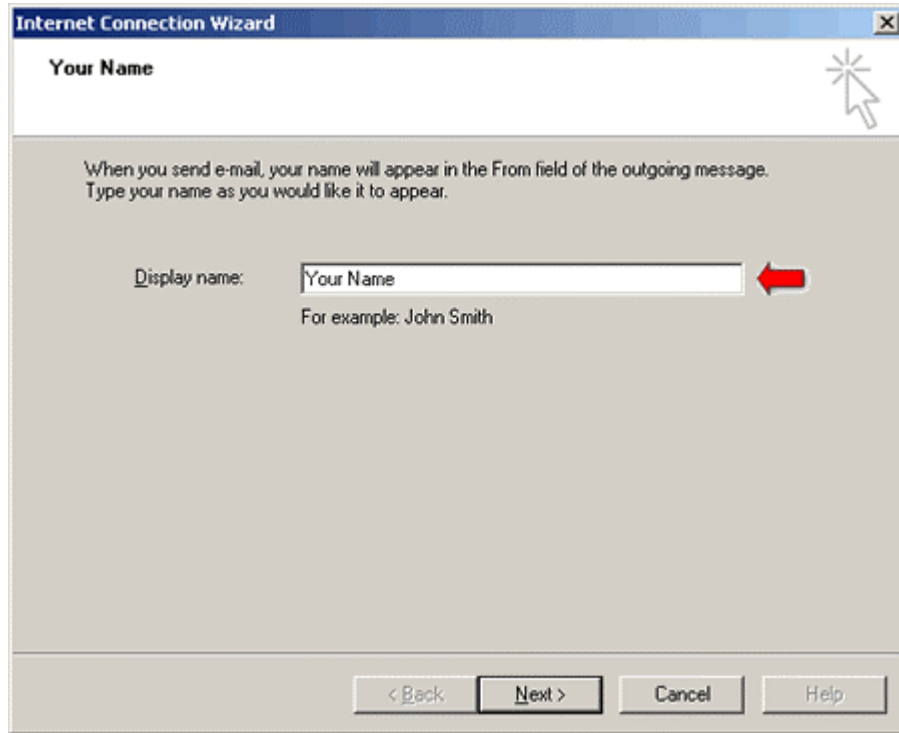 Internet Connection Wizard
Your Name
When you send e-mail, your name will appear in the From field of the outgoing message.
Type your name as you would like it to appear.
Display name: Your Name
For example: John Smith
< Back Next > Cancel Help